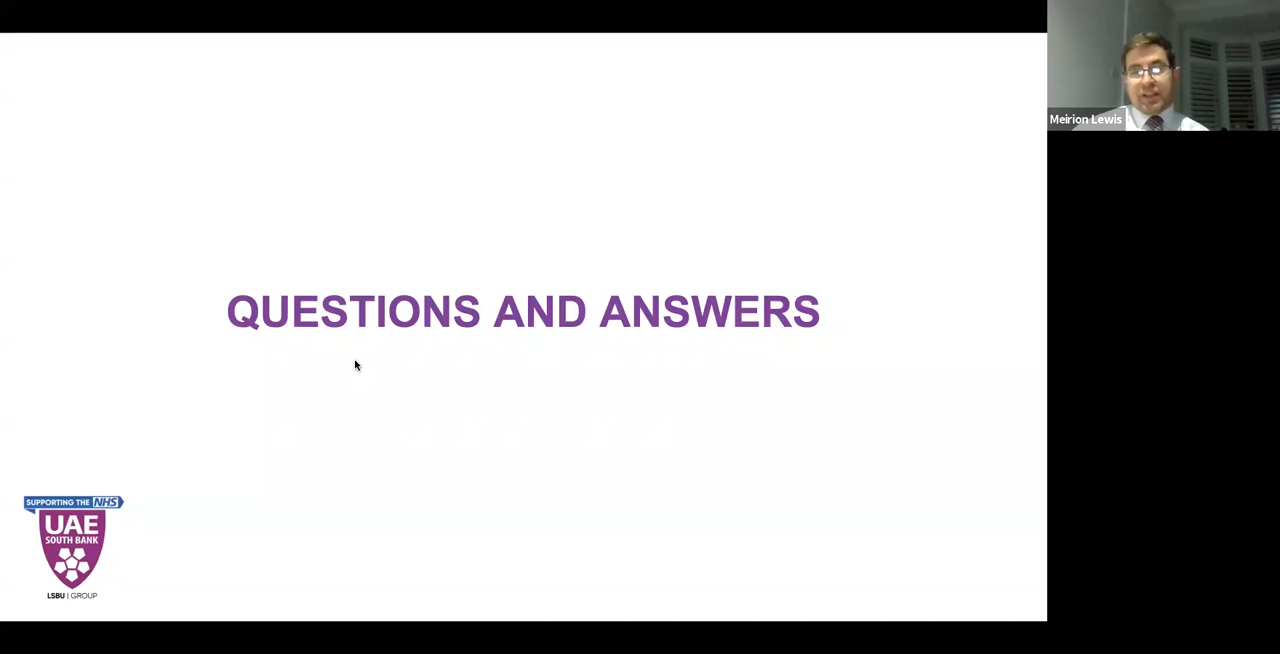 Meirion Lewis
QUESTIONS AND ANSWERS
SUPPORTING THE NHS
UAE
SOUTH BANK
LSBU | GROUP